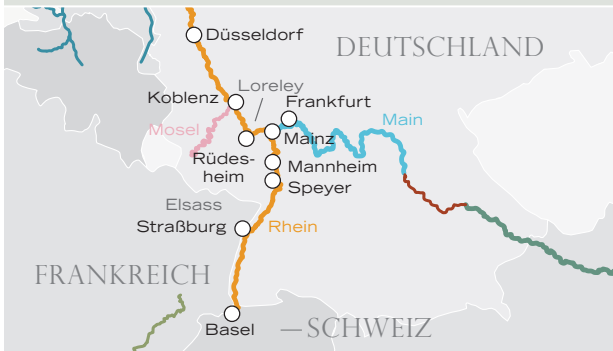 Düsseldorf
DEUTSCHLAND
Loreley
Koblenz
Frankfurt
Mosel
Main
Mainz
Rüdes-
heim
Mannheim
Speyer
Elsass
Straßburg
Rhein
FRANKREICH
Basel
—SCHWEIZ